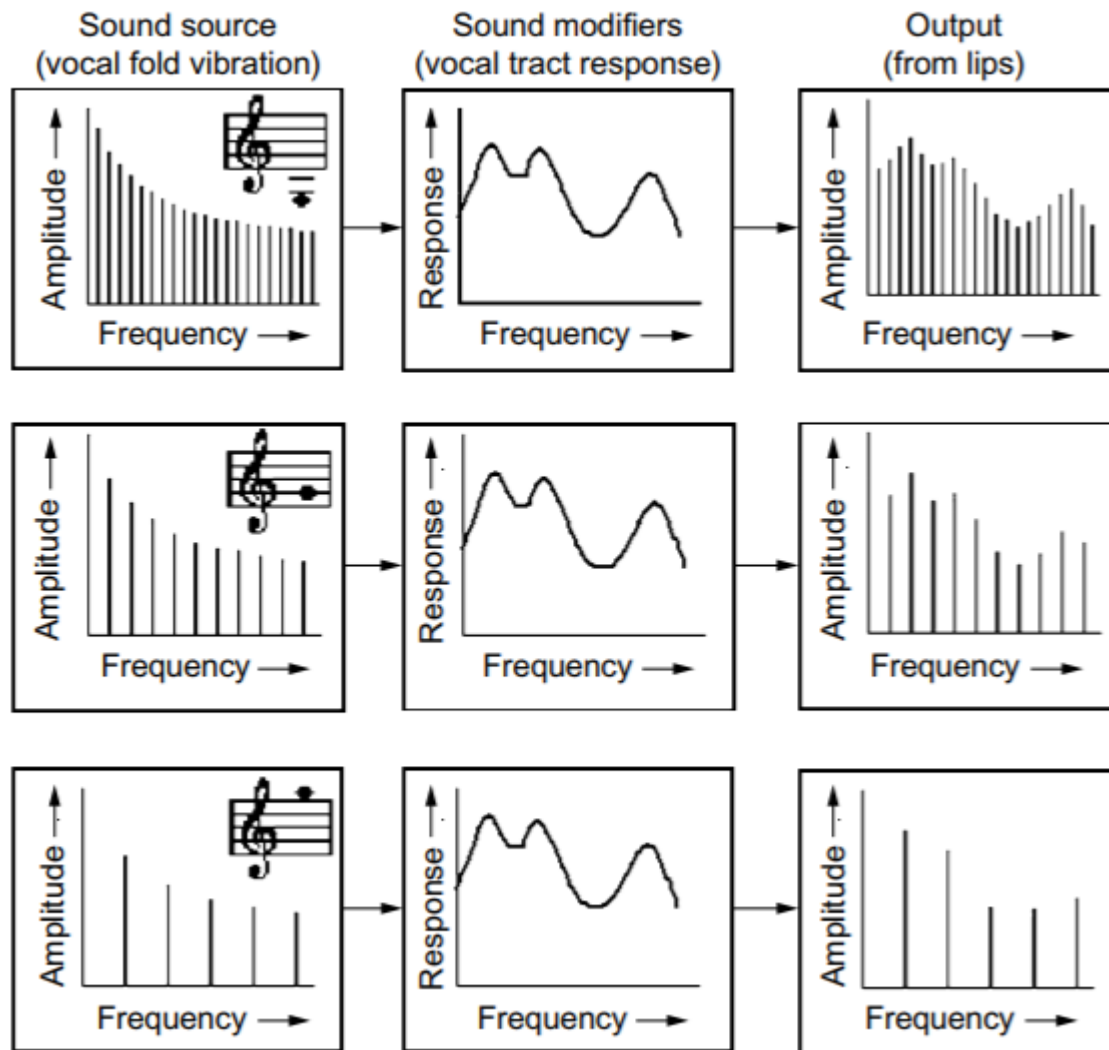 Sound source
(vocal fold vibration)
Sound modifiers
(vocal tract response)
Output
(from lips)
Amplitude
Frequency
Response
Frequency
Amplitude
Frequency
Amplitude
Frequency
Response
Frequency
Amplitude
Frequency
Amplitude
Frequency
Response
Frequency
Amplitude
Frequency